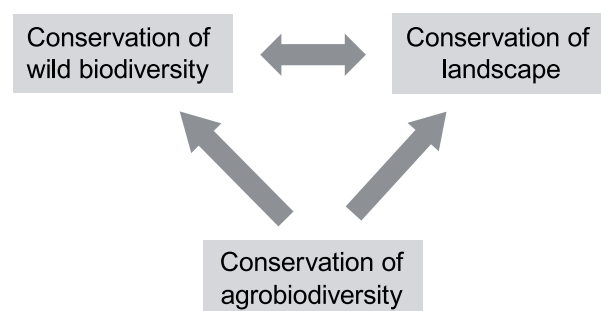 Conservation of
wild biodiversity
Conservation of
landscape
Conservation of
agrobiodiversity